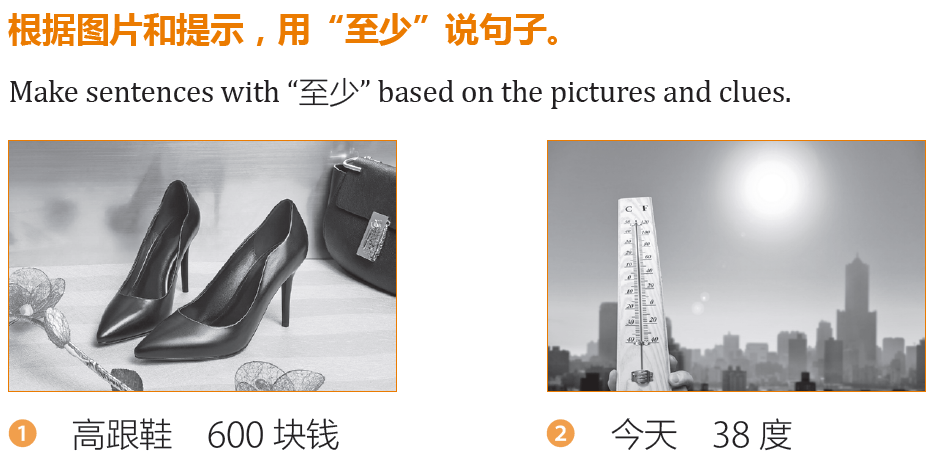 根据图片和提示，用“至少”说句子。
Make sentences with “至少” based on the pictures and clues.
C F
1 高跟鞋 600 块钱
2 今天 38 度